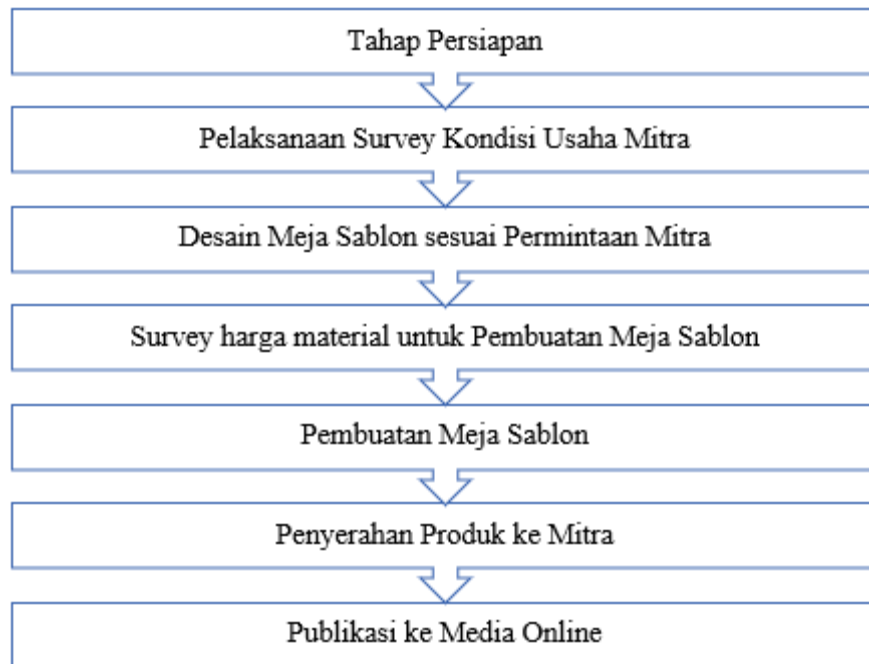 Tahap Persiapan
Pelaksanaan Survey Kondisi Usaha Mitra
Desain Meja Sablon sesuai Permintaan Mitra
Survey harga material untuk Pembuatan Meja Sablon
Pembuatan Meja Sablon
Penyerahan Produk ke Mitra
Publikasi ke Media Online